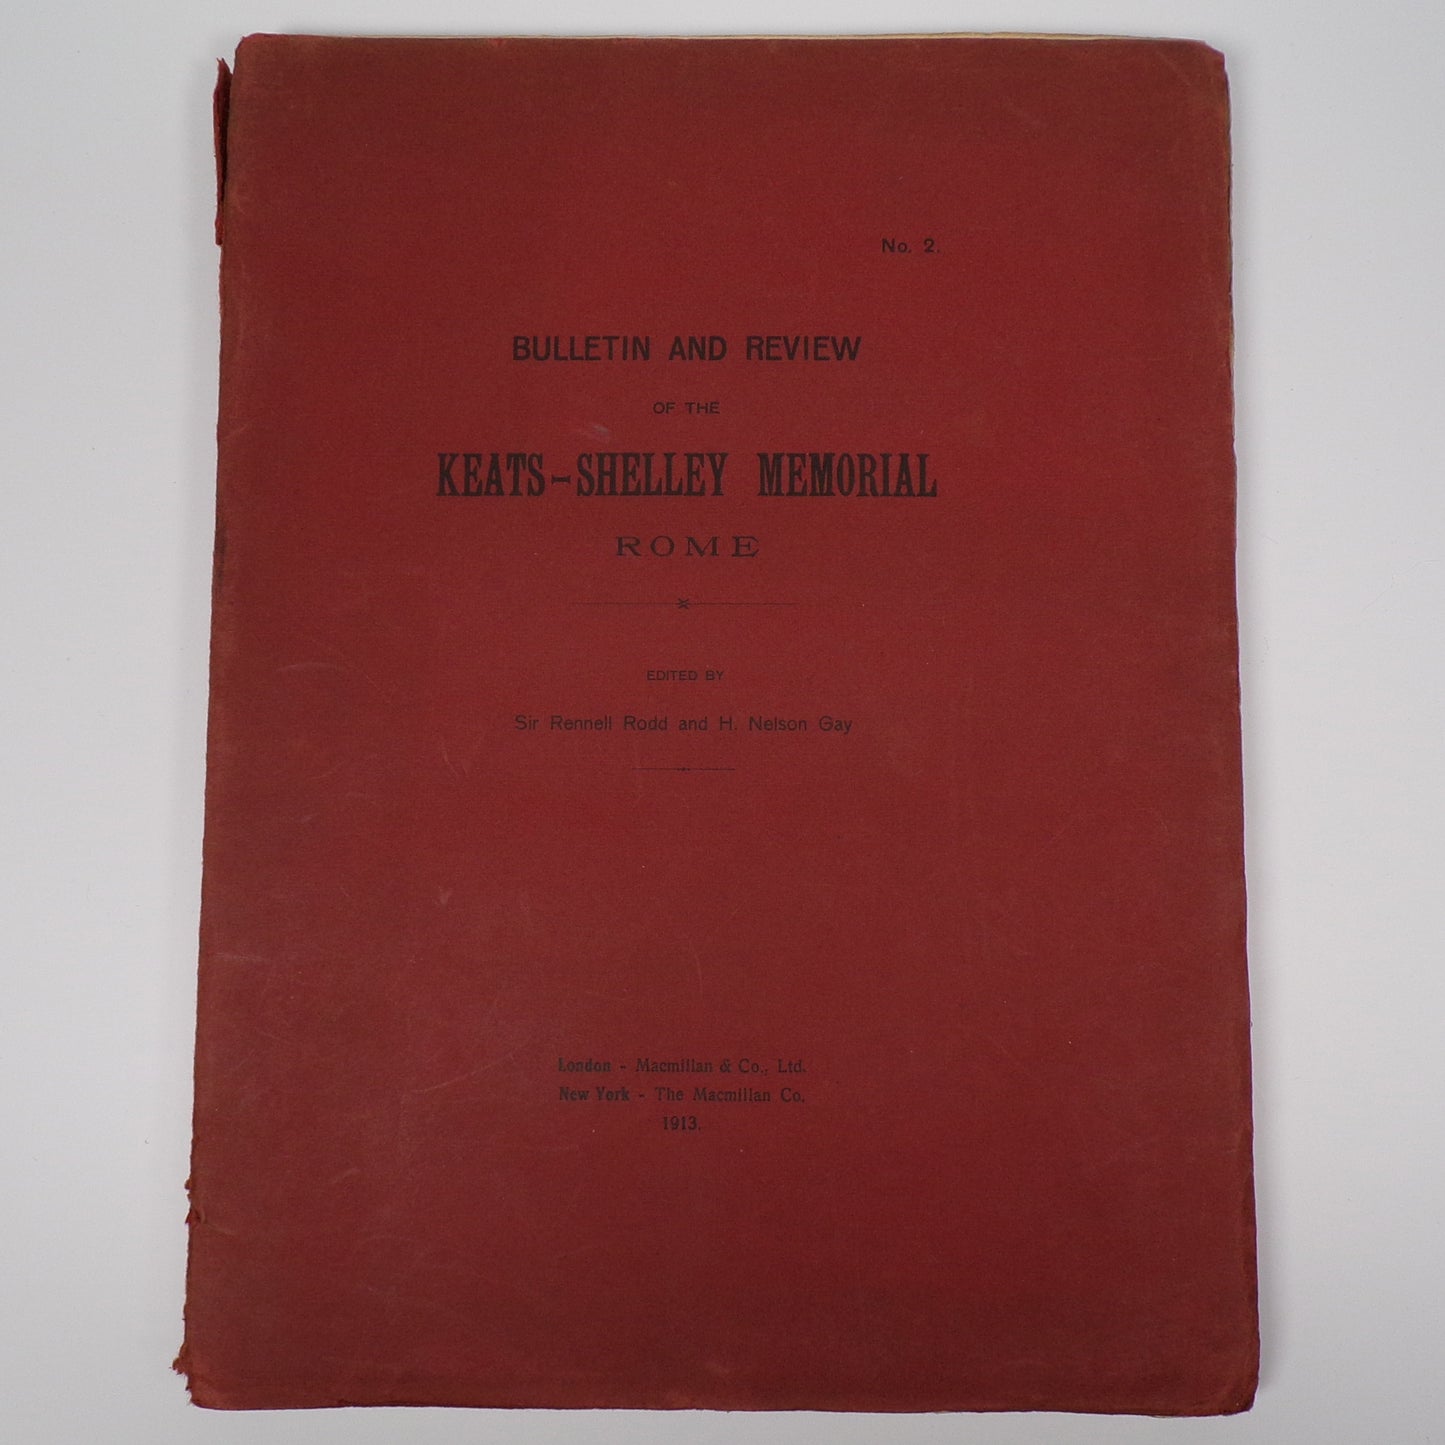 No. 2.
BULLETIN AND REVIEW
OF THE
KEATS-SHELLEY MEMORIAL
ROME
EDITED BY
Sir Rennell Rodd and H. Nelson Gay
London - Macmillan & Co., Ltd.
New York - The Macmillan Co.
1913.